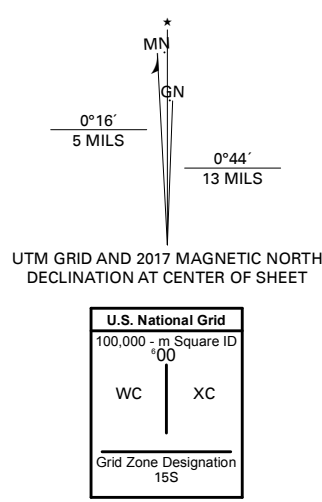 MN
GN
0°16´
5 MILS
0°44´
13 MILS
UTM GRID AND 2017 MAGNETIC NORTH
DECLINATION AT CENTER OF SHEET
U.S. National Grid
100,000 - m Square ID
⁶00
WC XC
Grid Zone Designation
15S